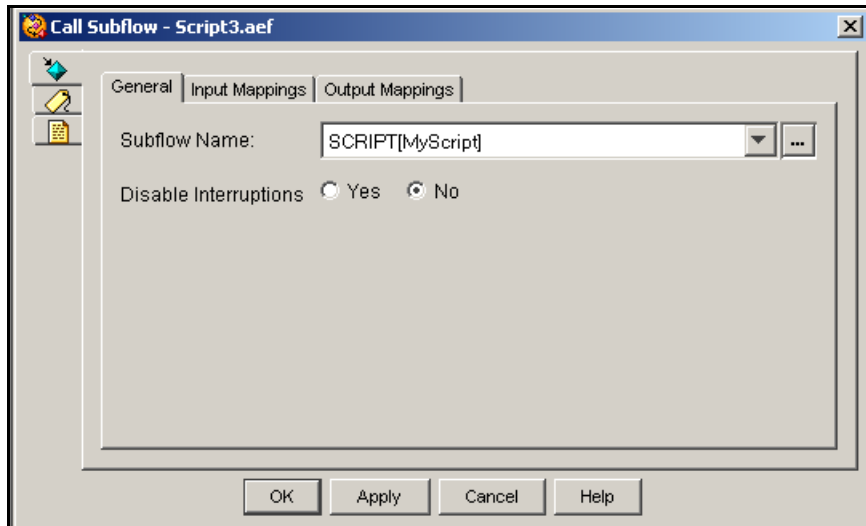 Call Subflow - Script3.aef
General Input Mappings Output Mappings
Subflow Name: SCRIPT[MyScript] ...
Disable Interruptions Yes No
OK Apply Cancel Help